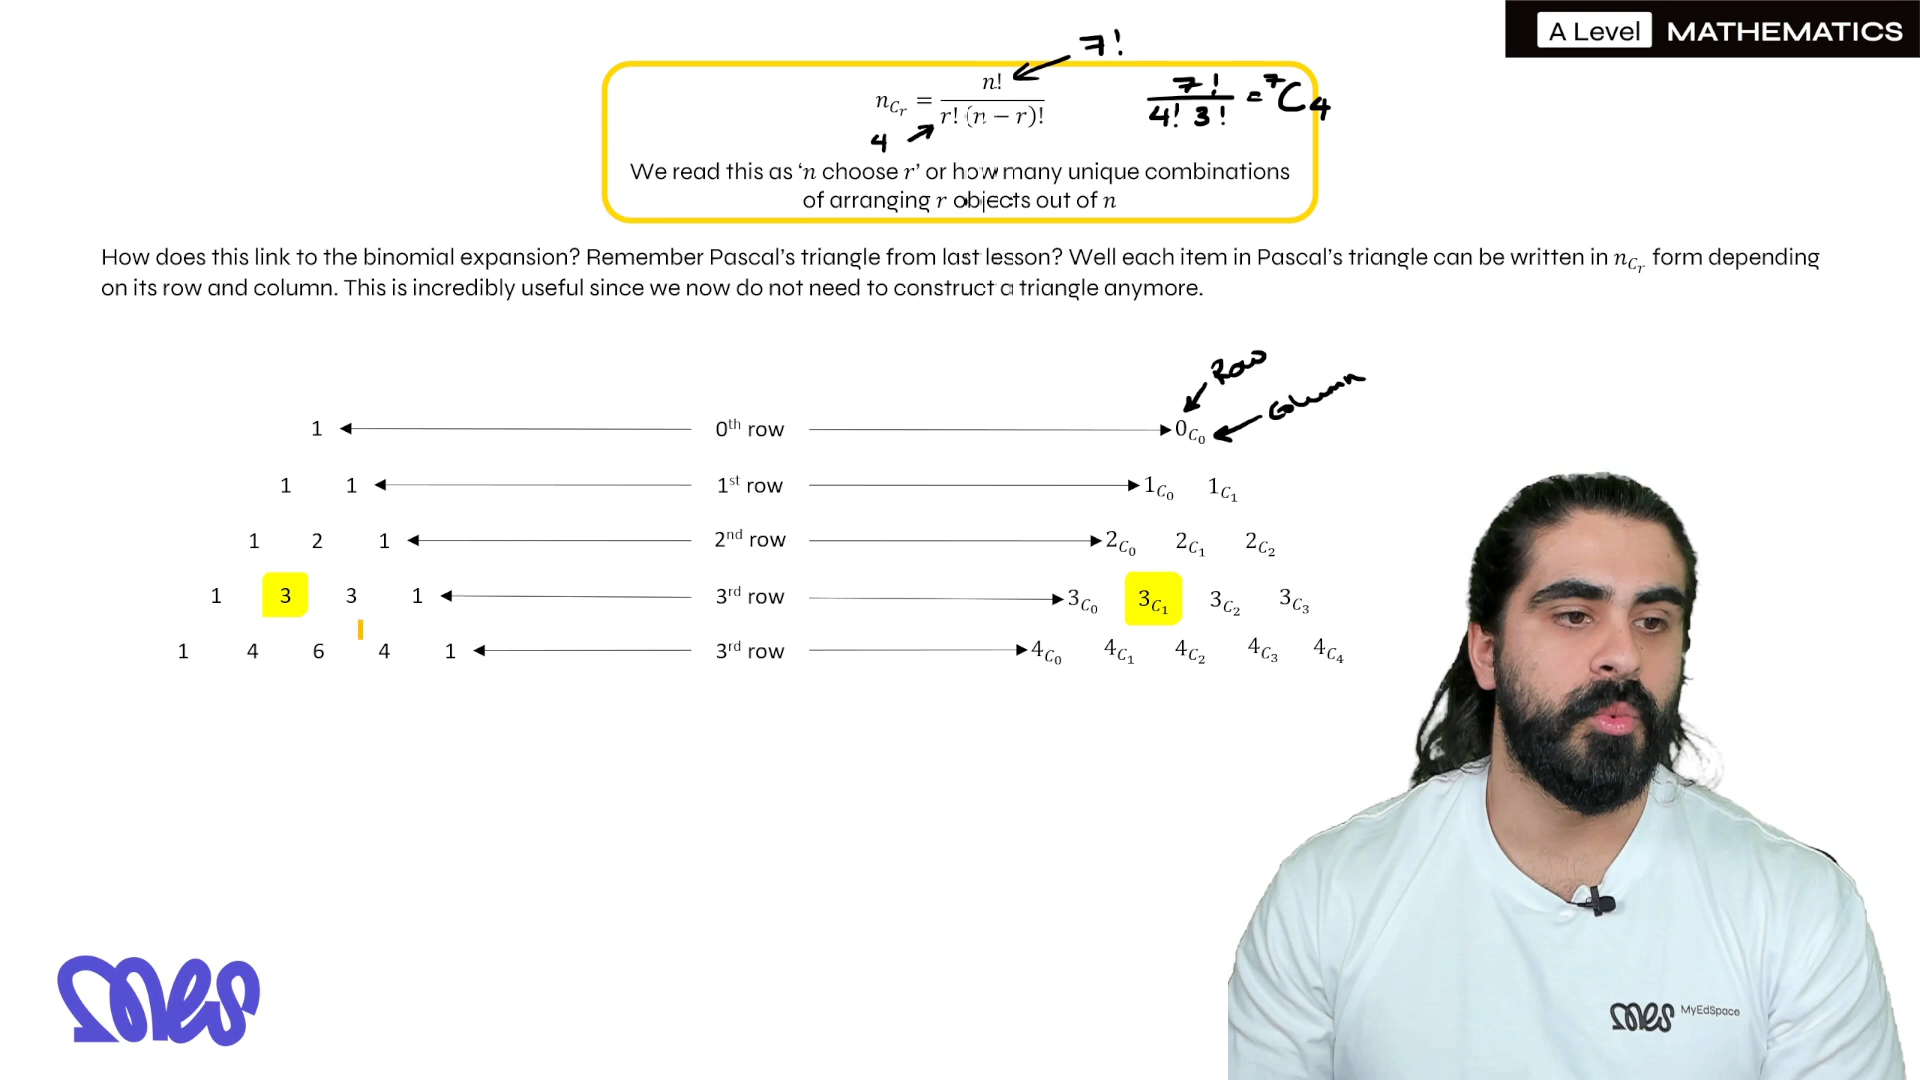 A Level MATHEMATICS
7!
nCr = n! / r! (n − r)!
7! / 4! 3! = ⁷C₄
4
We read this as ‘n choose r’ or how many unique combinations
of arranging r objects out of n
How does this link to the binomial expansion? Remember Pascal’s triangle from last lesson? Well each item in Pascal’s triangle can be written in nCr form depending
on its row and column. This is incredibly useful since we now do not need to construct a triangle anymore.
Row
Column
1 0th row 0C0
1 1 1st row 1C0 1C1
1 2 1 2nd row 2C0 2C1 2C2
1 3 3 1 3rd row 3C0 3C1 3C2 3C3
1 4 6 4 1 3rd row 4C0 4C1 4C2 4C3 4C4
mes
mes MyEdSpace